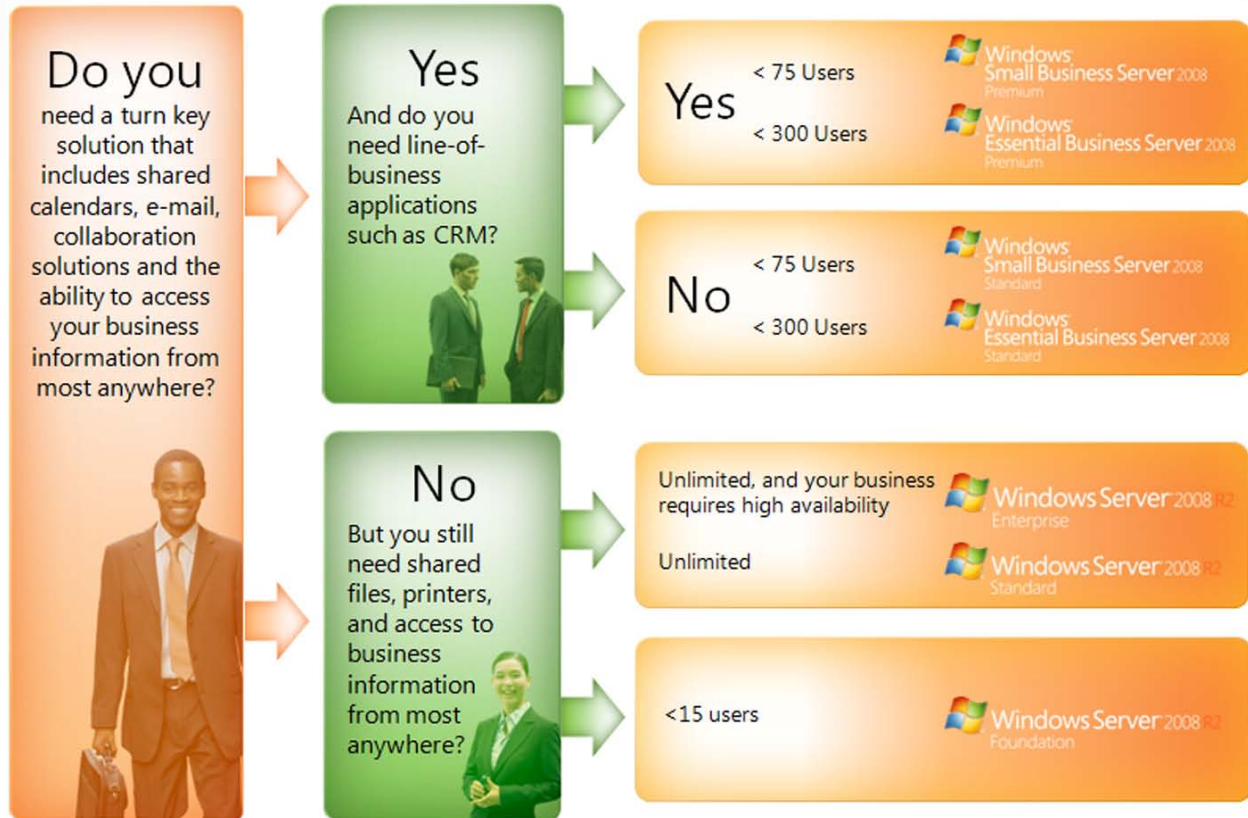 Do you
need a turn key
solution that
includes shared
calendars, e-mail,
collaboration
solutions and the
ability to access
your business
information from
most anywhere?
Yes
And do you
need line-of-
business
applications
such as CRM?
Yes
< 75 Users
Windows
Small Business Server 2008
Premium
< 300 Users
Windows
Essential Business Server 2008
Premium
No
< 75 Users
Windows
Small Business Server 2008
Standard
< 300 Users
Windows
Essential Business Server 2008
Standard
No
But you still
need shared
files, printers,
and access to
business
information
from most
anywhere?
Unlimited, and your business
requires high availability
Windows Server 2008 R2
Enterprise
Unlimited
Windows Server 2008 R2
Standard
<15 users
Windows Server 2008 R2
Foundation